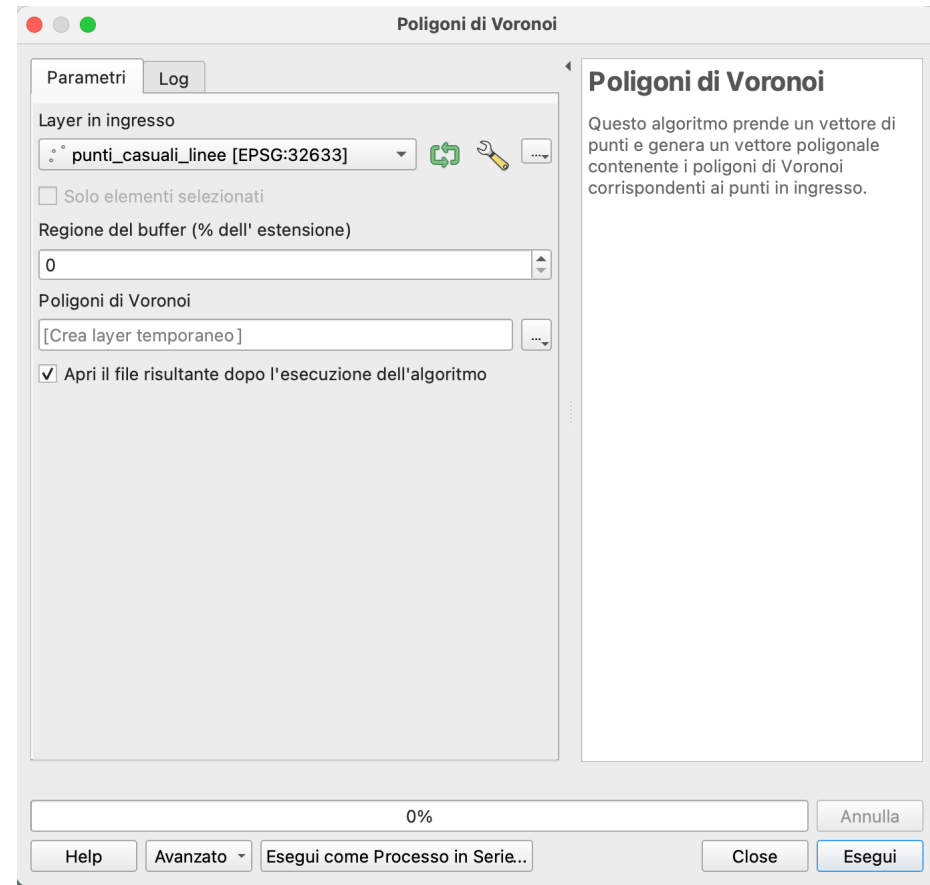 Poligoni di Voronoi
Parametri
Log
Layer in ingresso
punti_casuali_linee [EPSG:32633]
...
Solo elementi selezionati
Regione del buffer (% dell' estensione)
0
Poligoni di Voronoi
[Crea layer temporaneo]
...
Apri il file risultante dopo l'esecuzione dell'algoritmo
Poligoni di Voronoi
Questo algoritmo prende un vettore di
punti e genera un vettore poligonale
contenente i poligoni di Voronoi
corrispondenti ai punti in ingresso.
0%
Annulla
Help
Avanzato
Esegui come Processo in Serie...
Close
Esegui